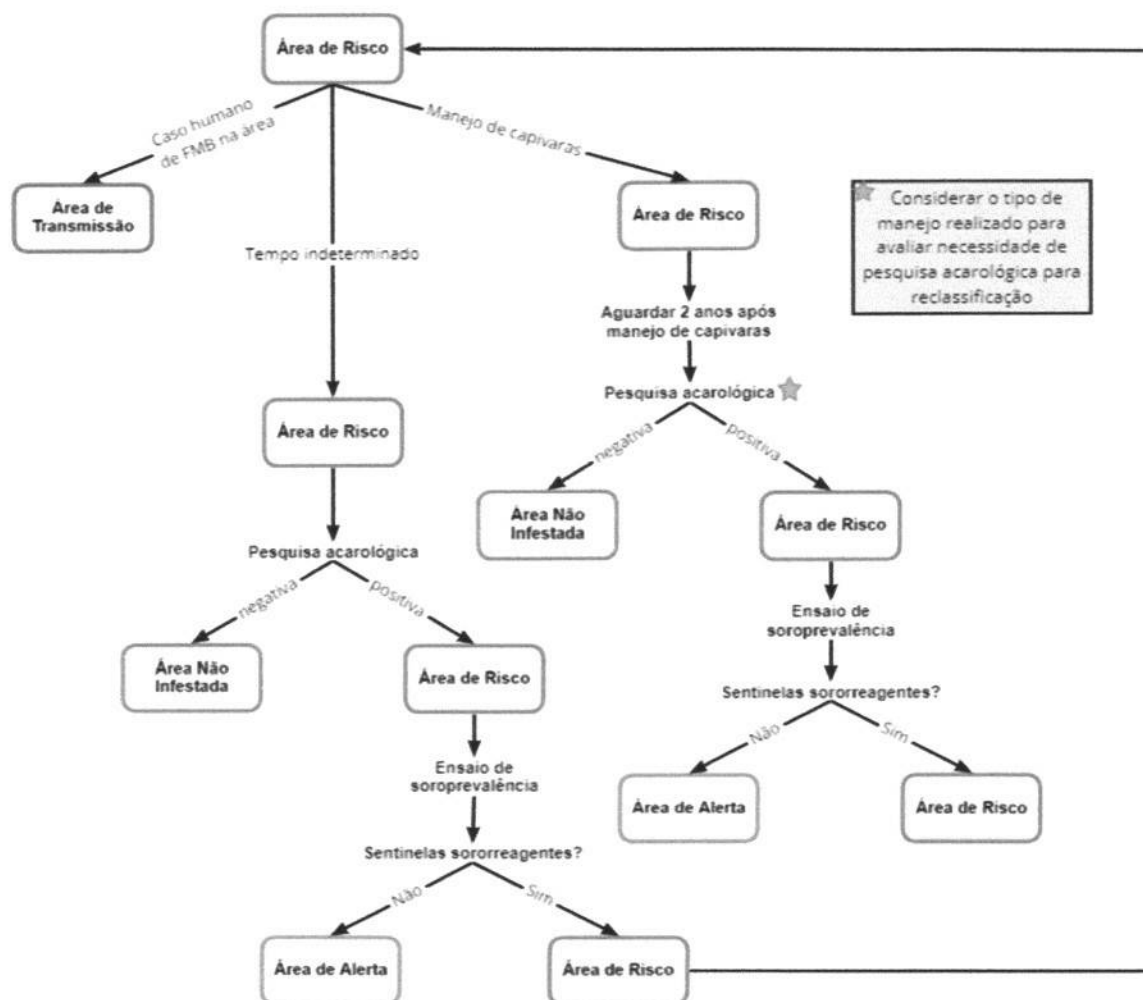 Área de Risco
Caso humano
de FMB na área
Manejo de capivaras
Área de
Transmissão
Tempo indeterminado
Área de Risco
Considerar o tipo de
manejo realizado para
avaliar necessidade de
pesquisa acarológica para
reclassificação
Aguardar 2 anos após
manejo de capivaras
Pesquisa acarológica
negativa
positiva
Área de Risco
Área Não
Infestada
Área de Risco
Pesquisa acarológica
negativa
positiva
Ensaio de
soroprevalência
Área Não
Infestada
Área de Risco
Sentinelas sororreagentes?
Não
Sim
Ensaio de
soroprevalência
Área de Alerta
Área de Risco
Sentinelas sororreagentes?
Não
Sim
Área de Alerta
Área de Risco